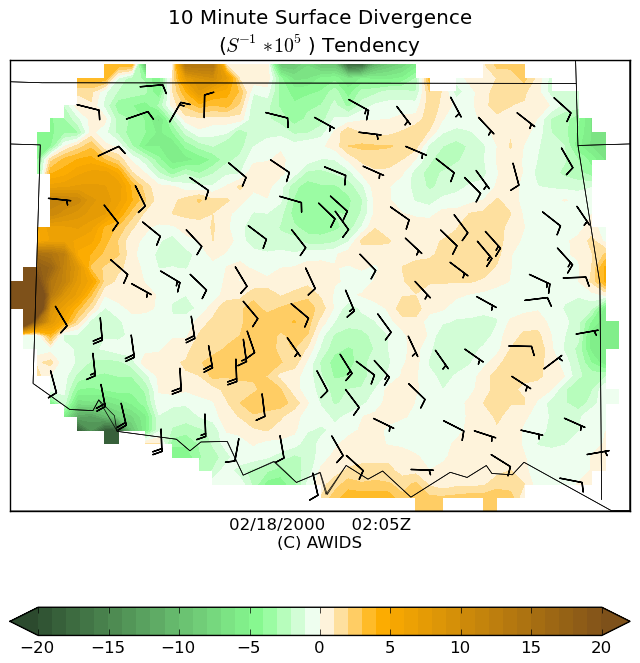 10 Minute Surface Divergence
(S⁻¹ *10⁵ ) Tendency
02/18/2000 02:05Z
(C) AWIDS
−20 −15 −10 −5 0 5 10 15 20